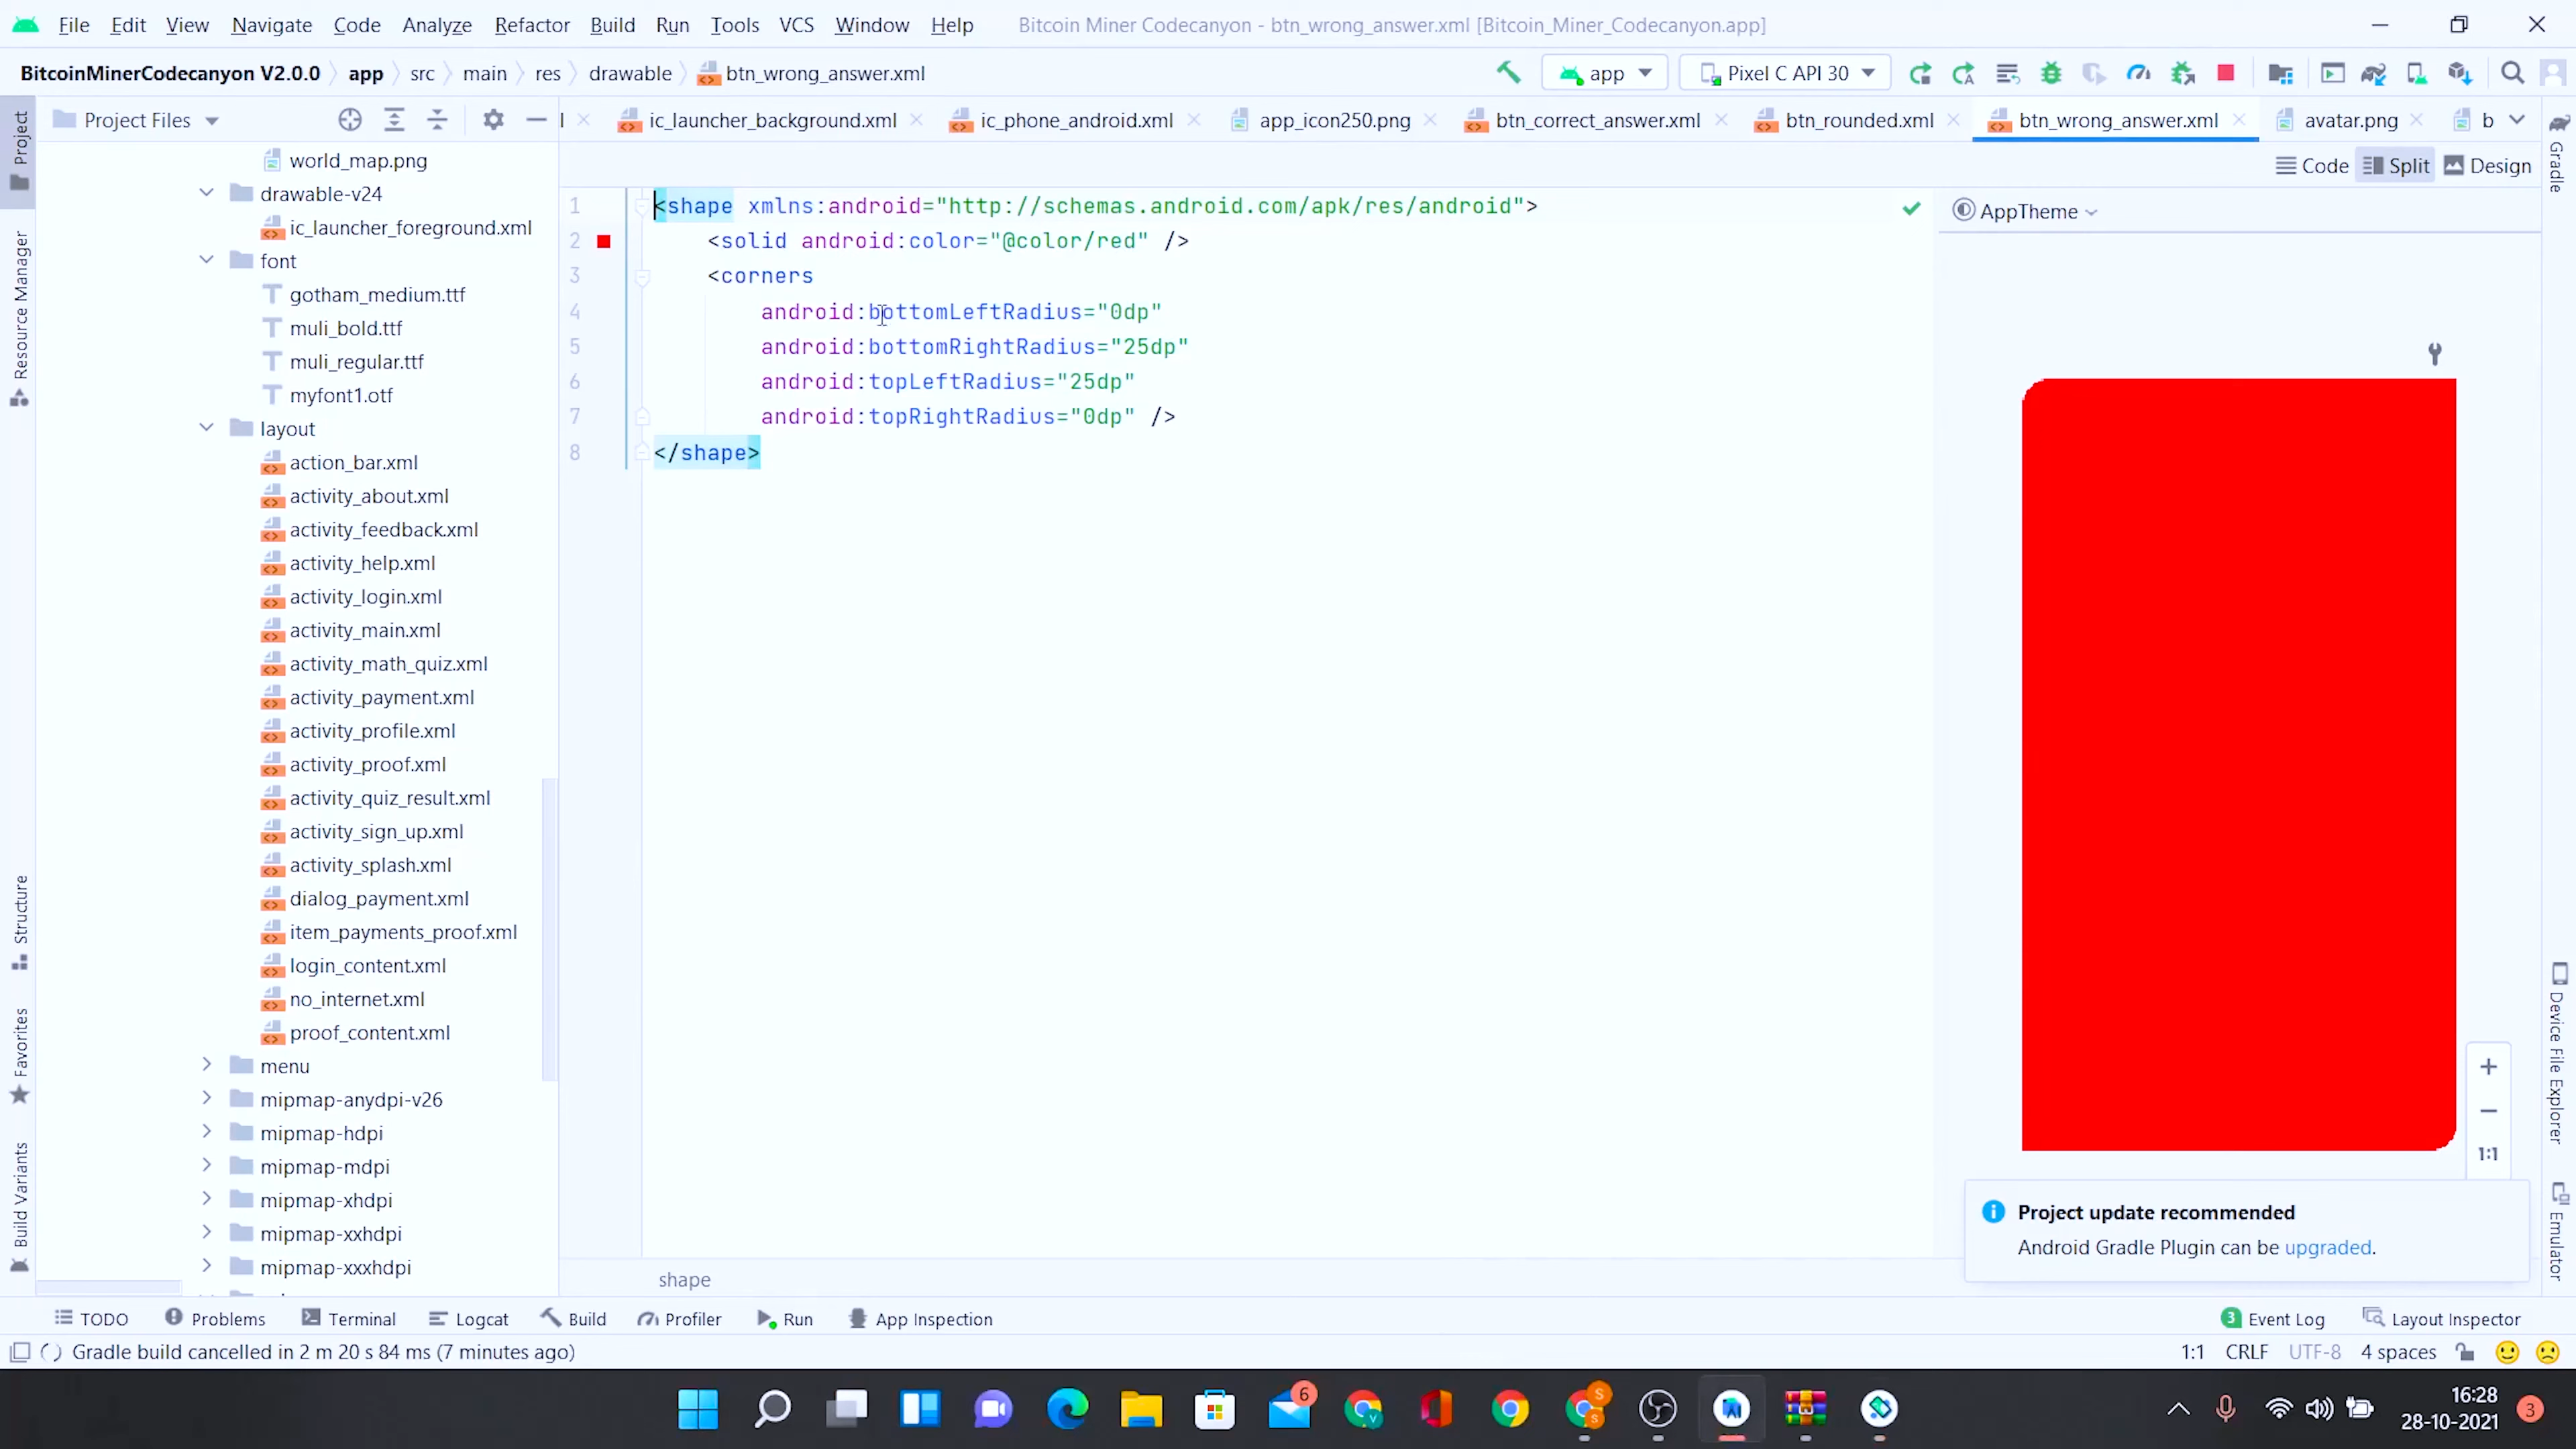 File Edit View Navigate Code Analyze Refactor Build Run Tools VCS Window Help Bitcoin Miner Codecanyon - btn_wrong_answer.xml [Bitcoin_Miner_Codecanyon.app]
BitcoinMinerCodecanyon V2.0.0 app src main res drawable btn_wrong_answer.xml app Pixel C API 30
Project Files ic_launcher_background.xml ic_phone_android.xml app_icon250.png btn_correct_answer.xml btn_rounded.xml btn_wrong_answer.xml avatar.png b
Code Split Design
Project
Resource Manager
Structure
Favorites
Build Variants
world_map.png
drawable-v24
ic_launcher_foreground.xml
font
gotham_medium.ttf
muli_bold.ttf
muli_regular.ttf
myfont1.otf
layout
action_bar.xml
activity_about.xml
activity_feedback.xml
activity_help.xml
activity_login.xml
activity_main.xml
activity_math_quiz.xml
activity_payment.xml
activity_profile.xml
activity_proof.xml
activity_quiz_result.xml
activity_sign_up.xml
activity_splash.xml
dialog_payment.xml
item_payments_proof.xml
login_content.xml
no_internet.xml
proof_content.xml
menu
mipmap-anydpi-v26
mipmap-hdpi
mipmap-mdpi
mipmap-xhdpi
mipmap-xxhdpi
mipmap-xxxhdpi
1 <shape xmlns:android="http://schemas.android.com/apk/res/android">
2 <solid android:color="@color/red" />
3 <corners
4 android:bottomLeftRadius="0dp"
5 android:bottomRightRadius="25dp"
6 android:topLeftRadius="25dp"
7 android:topRightRadius="0dp" />
8 </shape>
shape
AppTheme
1:1
Project update recommended
Android Gradle Plugin can be upgraded.
Gradle
Device File Explorer
Emulator
TODO Problems Terminal Logcat Build Profiler Run App Inspection 3 Event Log Layout Inspector
Gradle build cancelled in 2 m 20 s 84 ms (7 minutes ago) 1:1 CRLF UTF-8 4 spaces
6 V S S 16:28
28-10-2021 3